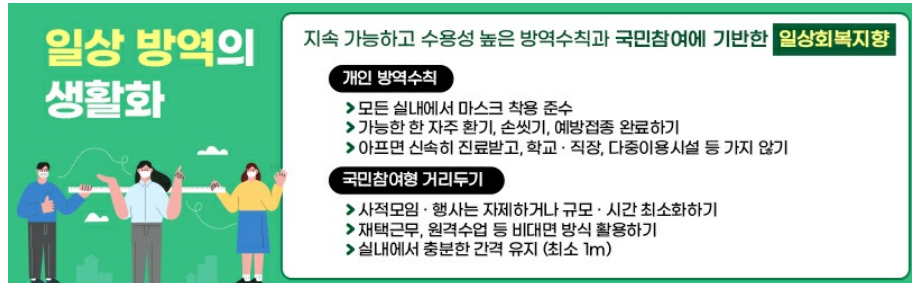 일상 방역의
생활화
지속 가능하고 수용성 높은 방역수칙과 국민참여에 기반한 일상회복지향
개인 방역수칙
> 모든 실내에서 마스크 착용 준수
> 가능한 한 자주 환기, 손씻기, 예방접종 완료하기
> 아프면 신속히 진료받고, 학교 · 직장, 다중이용시설 등 가지 않기
국민참여형 거리두기
> 사적모임 · 행사는 자제하거나 규모 · 시간 최소화하기
> 재택근무, 원격수업 등 비대면 방식 활용하기
> 실내에서 충분한 간격 유지 (최소 1m)